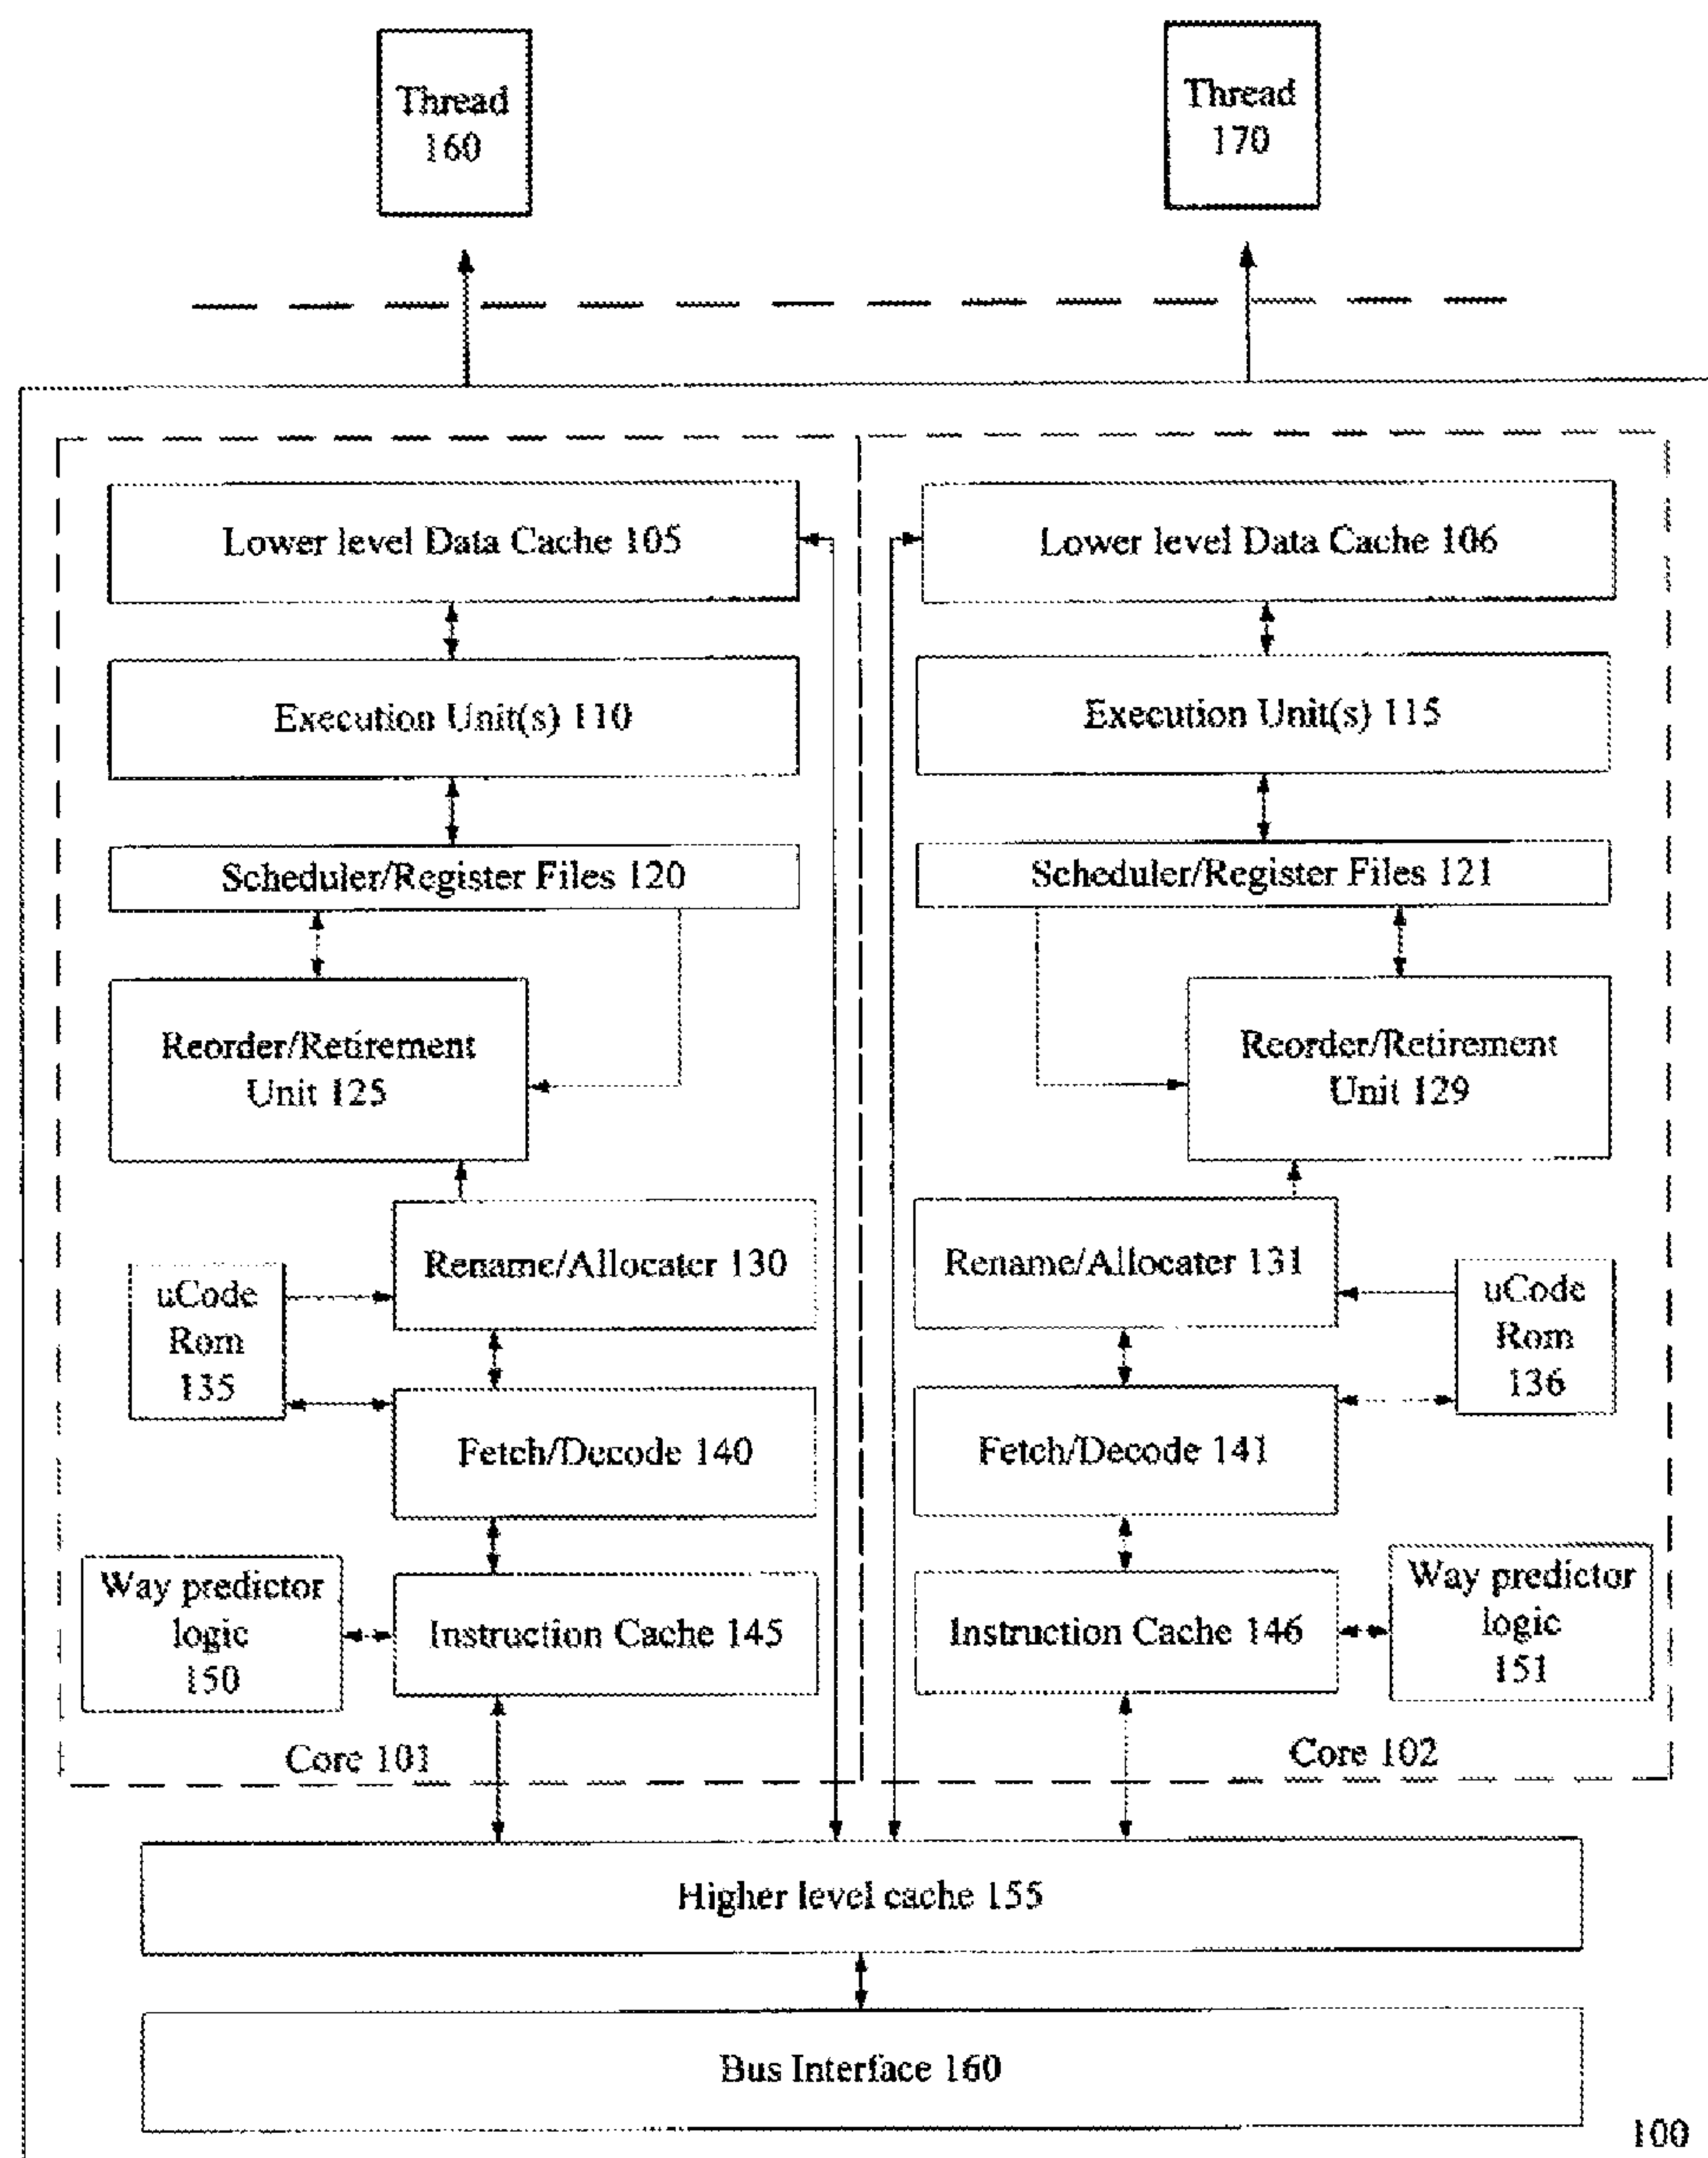 Thread
160
Thread
170
Lower level Data Cache 105
Execution Unit(s) 110
Scheduler/Register Files 120
Reorder/Retirement
Unit 125
Rename/Allocater 130
uCode
Rom
135
Fetch/Decode 140
Way predictor
logic
150
Instruction Cache 145
Core 101
Lower level Data Cache 106
Execution Unit(s) 115
Scheduler/Register Files 121
Reorder/Retirement
Unit 129
Rename/Allocater 131
uCode
Rom
136
Fetch/Decode 141
Instruction Cache 146
Way predictor
logic
151
Core 102
Higher level cache 155
Bus Interface 160
100